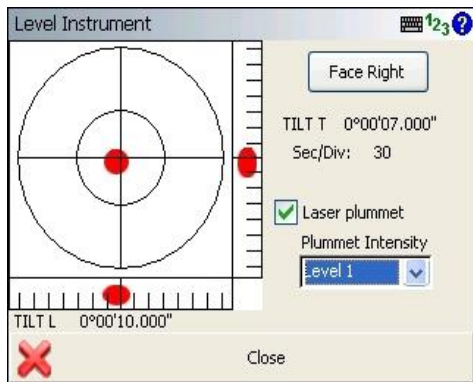 Level Instrument
123
?
Face Right
TILT T 0°00'07.000"
Sec/Div: 30
Laser plummet
Plummet Intensity
Level 1
TILT L 0°00'10.000"
Close